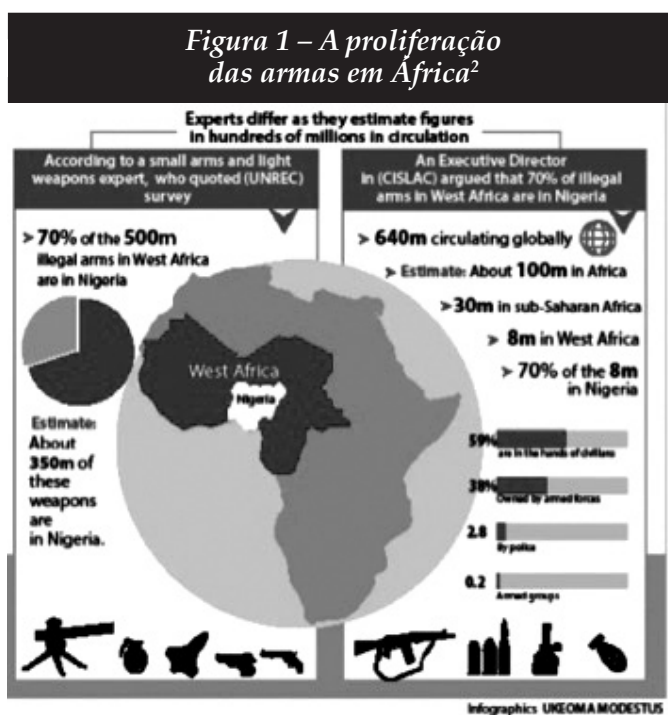 Figura 1 – A proliferação
das armas em África²
Experts differ as they estimate figures
in hundreds of millions in circulation
According to a small arms and light
weapons expert, who quoted (UNREC)
survey
> 70% of the 500m
illegal arms in West Africa
are in Nigeria
Estimate:
About
350m of
these
weapons
are
in Nigeria.
West Africa
Nigeria
An Executive Director
in (CISLAC) argued that 70% of illegal
arms in West Africa are in Nigeria
> 640m circulating globally
> Estimate: About 100m in Africa
> 30m in sub-Saharan Africa
> 8m in West Africa
> 70% of the 8m
in Nigeria
59%
are in the hands of civilians
38%
Owned by armed forces
2.8
By police
0.2
Armed groups
Infographics UKEOMA MODESTUS